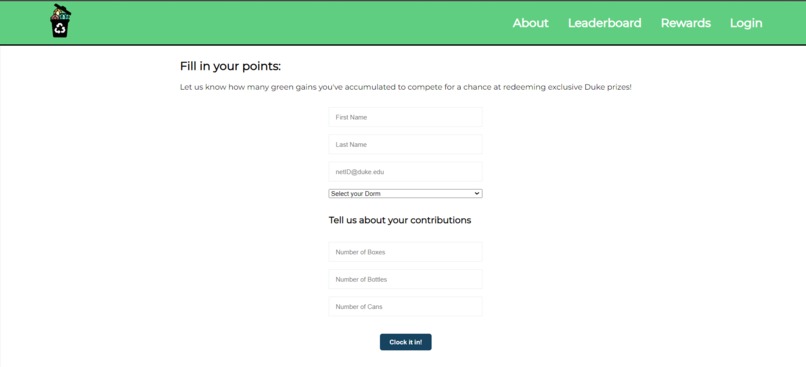 About Leaderboard Rewards Login
Fill in your points:
Let us know how many green gains you've accumulated to compete for a chance at redeeming exclusive Duke prizes!
First Name
Last Name
netID@duke.edu
Select your Dorm
Tell us about your contributions
Number of Boxes
Number of Bottles
Number of Cans
Clock it in!